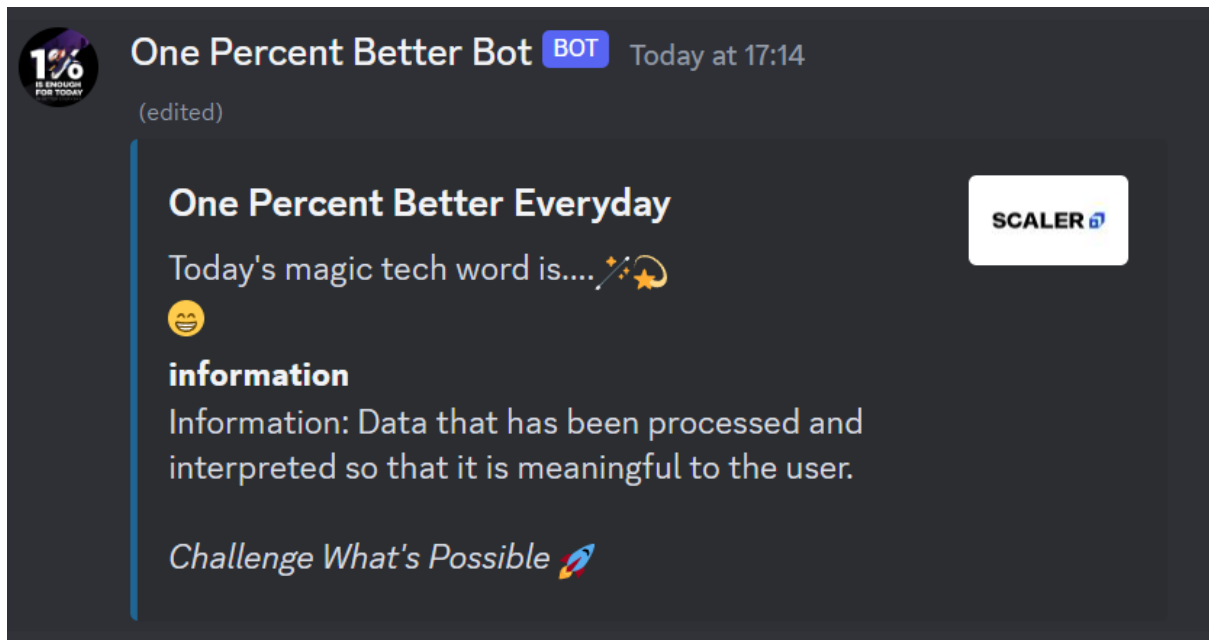 1%
IS ENOUGH
FOR TODAY
One Percent Better Bot BOT Today at 17:14
(edited)
One Percent Better Everyday
SCALER
Today's magic tech word is....🪄💫
😁
information
Information: Data that has been processed and
interpreted so that it is meaningful to the user.
Challenge What's Possible 🚀